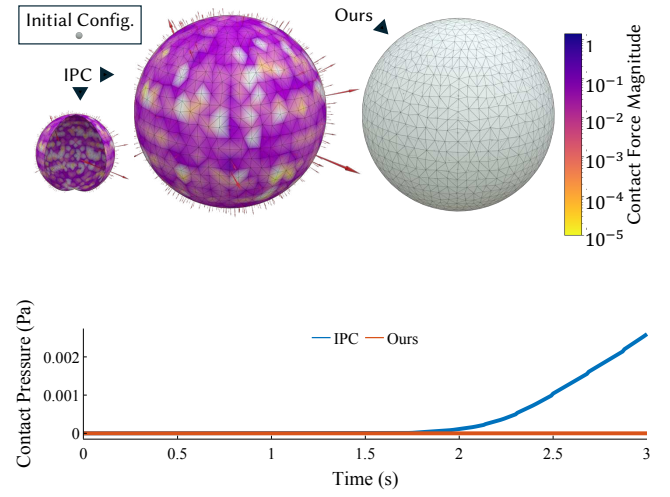 Initial Config.
IPC
Ours
1
10⁻¹
10⁻²
10⁻³
10⁻⁴
10⁻⁵
Contact Force Magnitude
Contact Pressure (Pa)
0.002
0.001
0
IPC Ours
0 0.5 1 1.5 2 2.5 3
Time (s)